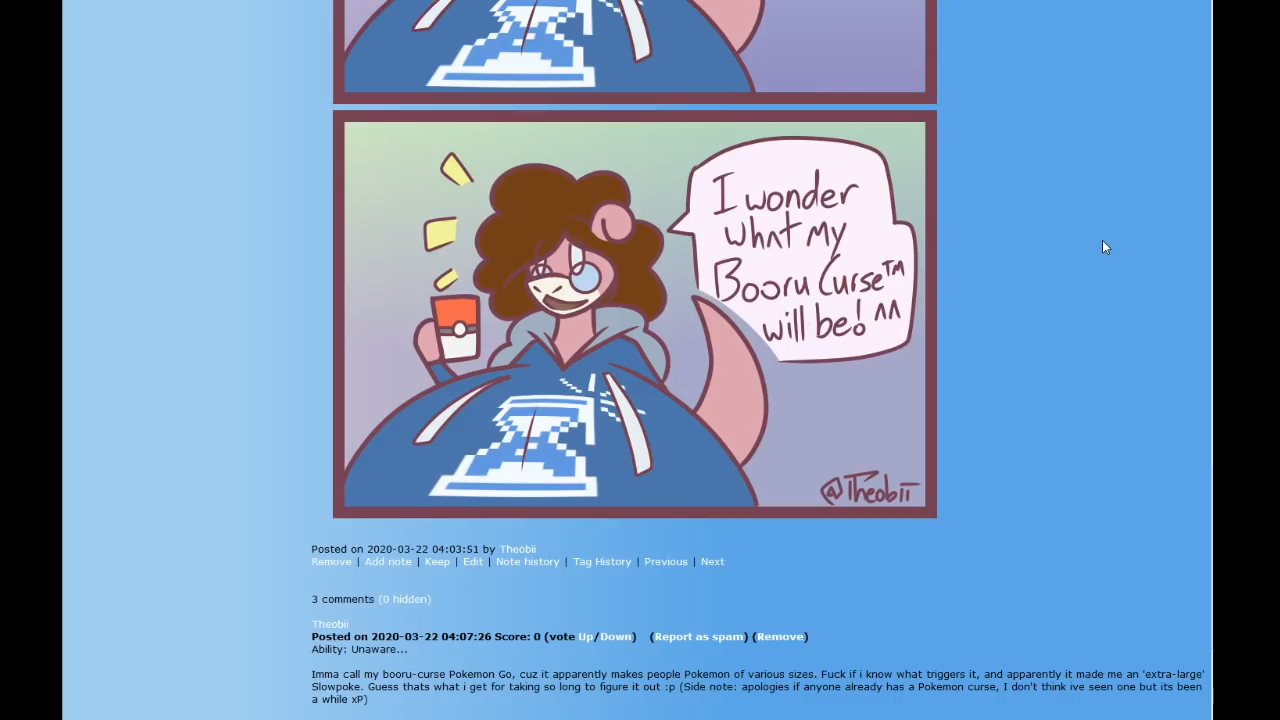 I wonder
what my
Booru Curse™
will be! ^^
@Theobii
Posted on 2020-03-22 04:03:51 by Theobii
Remove | Add note | Keep | Edit | Note history | Tag History | Previous | Next
3 comments (0 hidden)
Theobii
Posted on 2020-03-22 04:07:26 Score: 0 (vote Up/Down) (Report as spam) (Remove)
Ability: Unaware...
Imma call my booru-curse Pokemon Go, cuz it apparently makes people Pokemon of various sizes. Fuck if i know what triggers it, and apparently it made me an 'extra-large'
Slowpoke. Guess thats what i get for taking so long to figure it out :p (Side note: apologies if anyone already has a Pokemon curse, I don't think ive seen one but its been
a while xP)